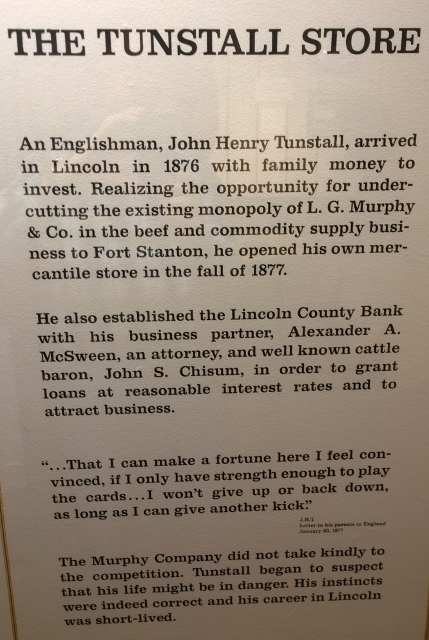 THE TUNSTALL STORE
An Englishman, John Henry Tunstall, arrived
in Lincoln in 1876 with family money to
invest. Realizing the opportunity for under-
cutting the existing monopoly of L. G. Murphy
& Co. in the beef and commodity supply busi-
ness to Fort Stanton, he opened his own mer-
cantile store in the fall of 1877.
He also established the Lincoln County Bank
with his business partner, Alexander A.
McSween, an attorney, and well known cattle
baron, John S. Chisum, in order to grant
loans at reasonable interest rates and to
attract business.
“...That I can make a fortune here I feel con-
vinced, if I only have strength enough to play
the cards...I won't give up or back down,
as long as I can give another kick.”
J.H.T.
Letter to his parents in England
January 20, 1877
The Murphy Company did not take kindly to
the competition. Tunstall began to suspect
that his life might be in danger. His instincts
were indeed correct and his career in Lincoln
was short-lived.